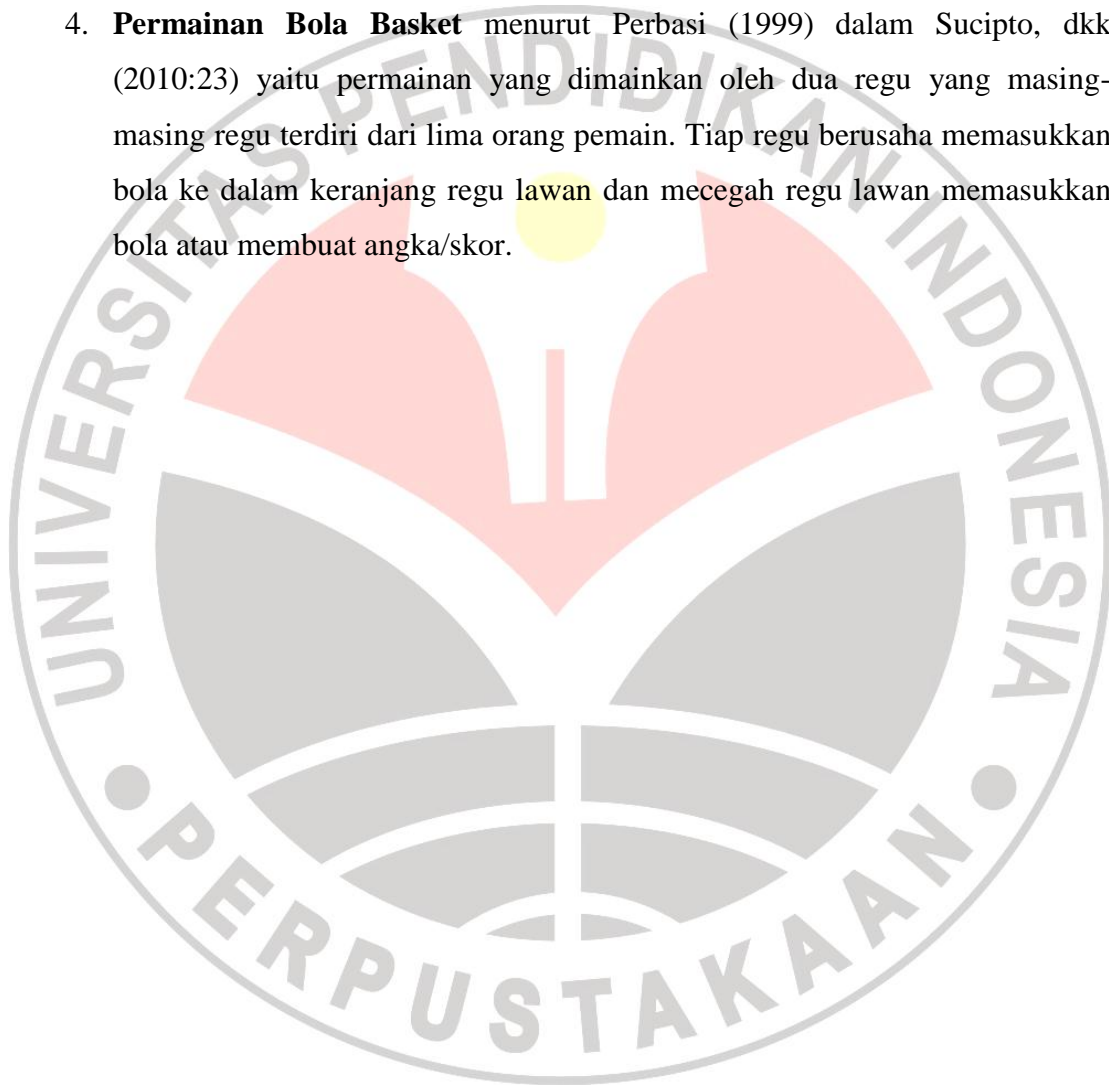 4. Permainan Bola Basket menurut Perbasi (1999) dalam Sucipto, dkk
(2010:23) yaitu permainan yang dimainkan oleh dua regu yang masing-
masing regu terdiri dari lima orang pemain. Tiap regu berusaha memasukkan
bola ke dalam keranjang regu lawan dan mecegah regu lawan memasukkan
bola atau membuat angka/skor.
UNIVERSITAS PENDIDIKAN INDONESIA
PERPUSTAKAAN